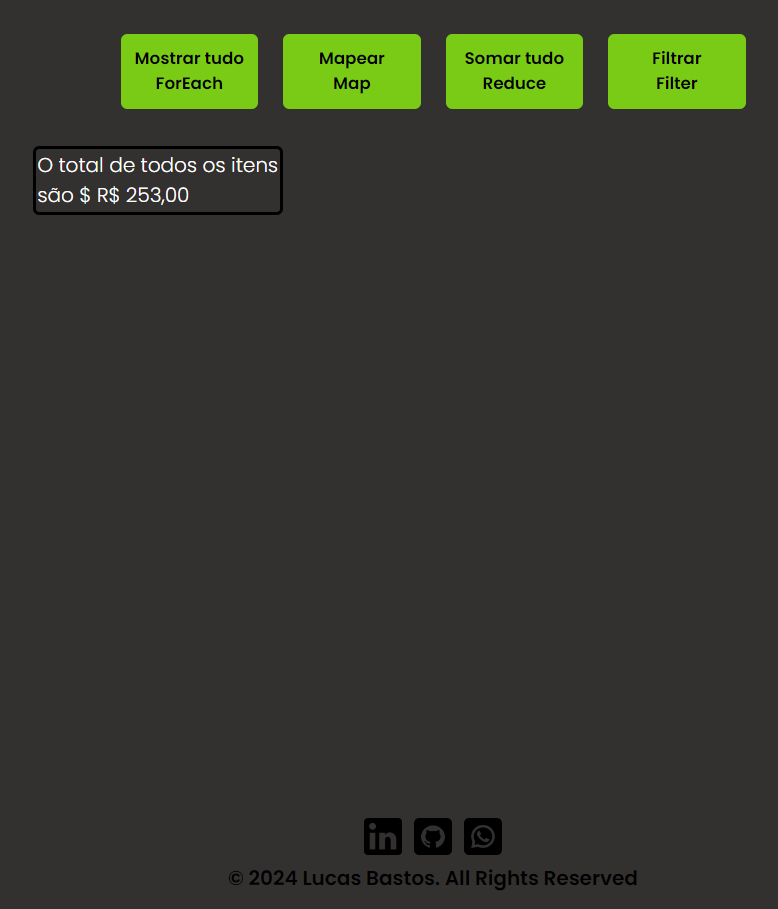 Mostrar tudo
ForEach
Mapear
Map
Somar tudo
Reduce
Filtrar
Filter
O total de todos os itens
são $ R$ 253,00
in
© 2024 Lucas Bastos. All Rights Reserved